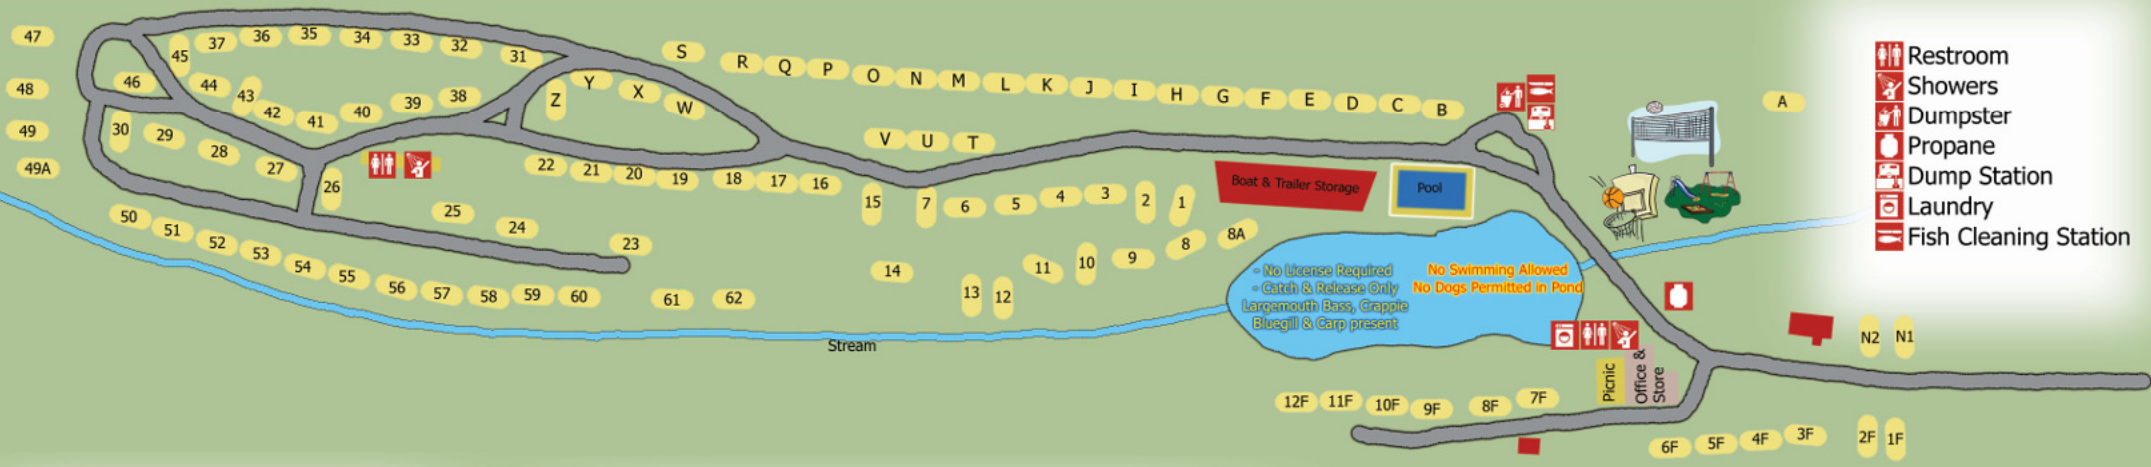 47
48
49
49A
46
45
37
36
35
34
33
32
31
44
43
42
41
40
39
38
30
29
28
27
26
25
24
23
50
51
52
53
54
55
56
57
58
59
60
61
62
Z
Y
X
W
S
R
Q
P
O
N
M
L
K
J
I
H
G
F
E
D
C
B
A
V
U
T
22
21
20
19
18
17
16
15
7
6
5
4
3
2
1
14
13
12
11
10
9
8
8A
Boat & Trailer Storage
Pool
- No License Required
- Catch & Release Only
Largemouth Bass, Crappie
Bluegill & Carp present
No Swimming Allowed
No Dogs Permitted in Pond
Stream
Picnic
Office &
Store
12F
11F
10F
9F
8F
7F
6F
5F
4F
3F
2F
1F
N2
N1
Restroom
Showers
Dumpster
Propane
Dump Station
Laundry
Fish Cleaning Station